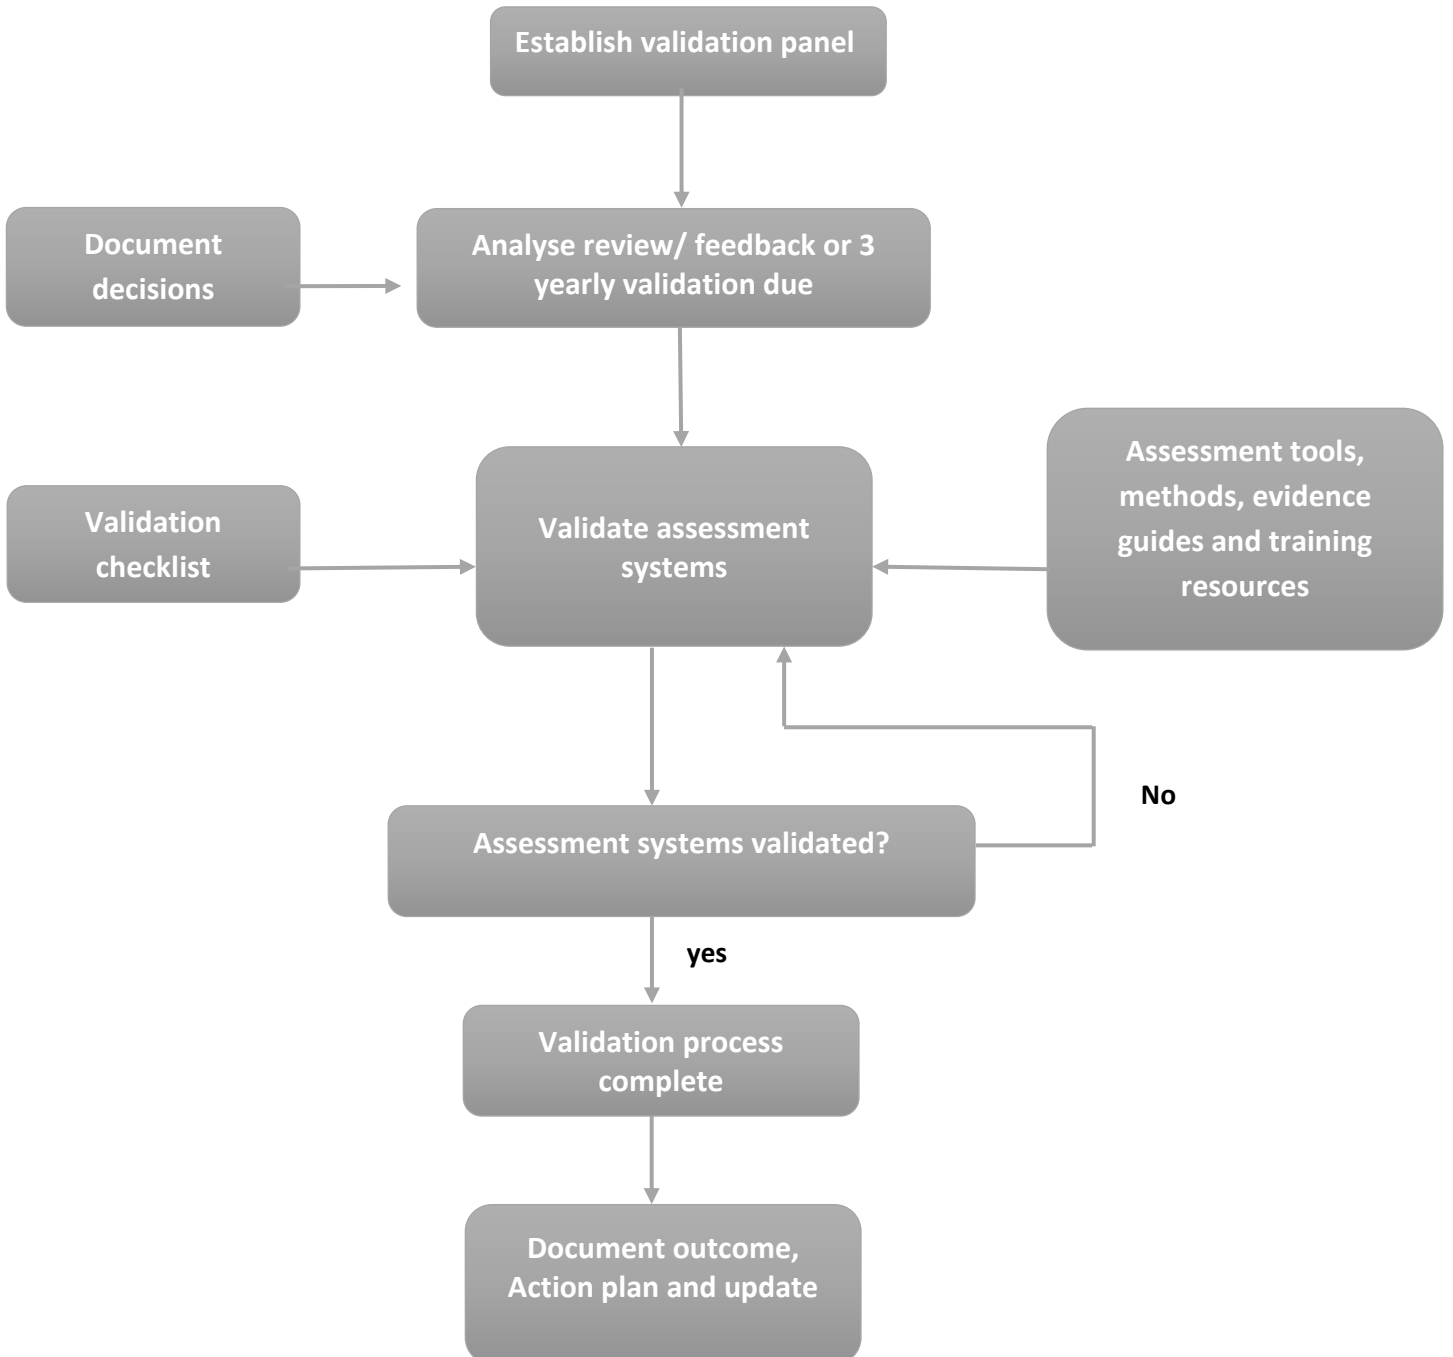 Establish validation panel
Document
decisions
Analyse review/ feedback or 3
yearly validation due
Validation
checklist
Validate assessment
systems
Assessment tools,
methods, evidence
guides and training
resources
No
Assessment systems validated?
yes
Validation process
complete
Document outcome,
Action plan and update